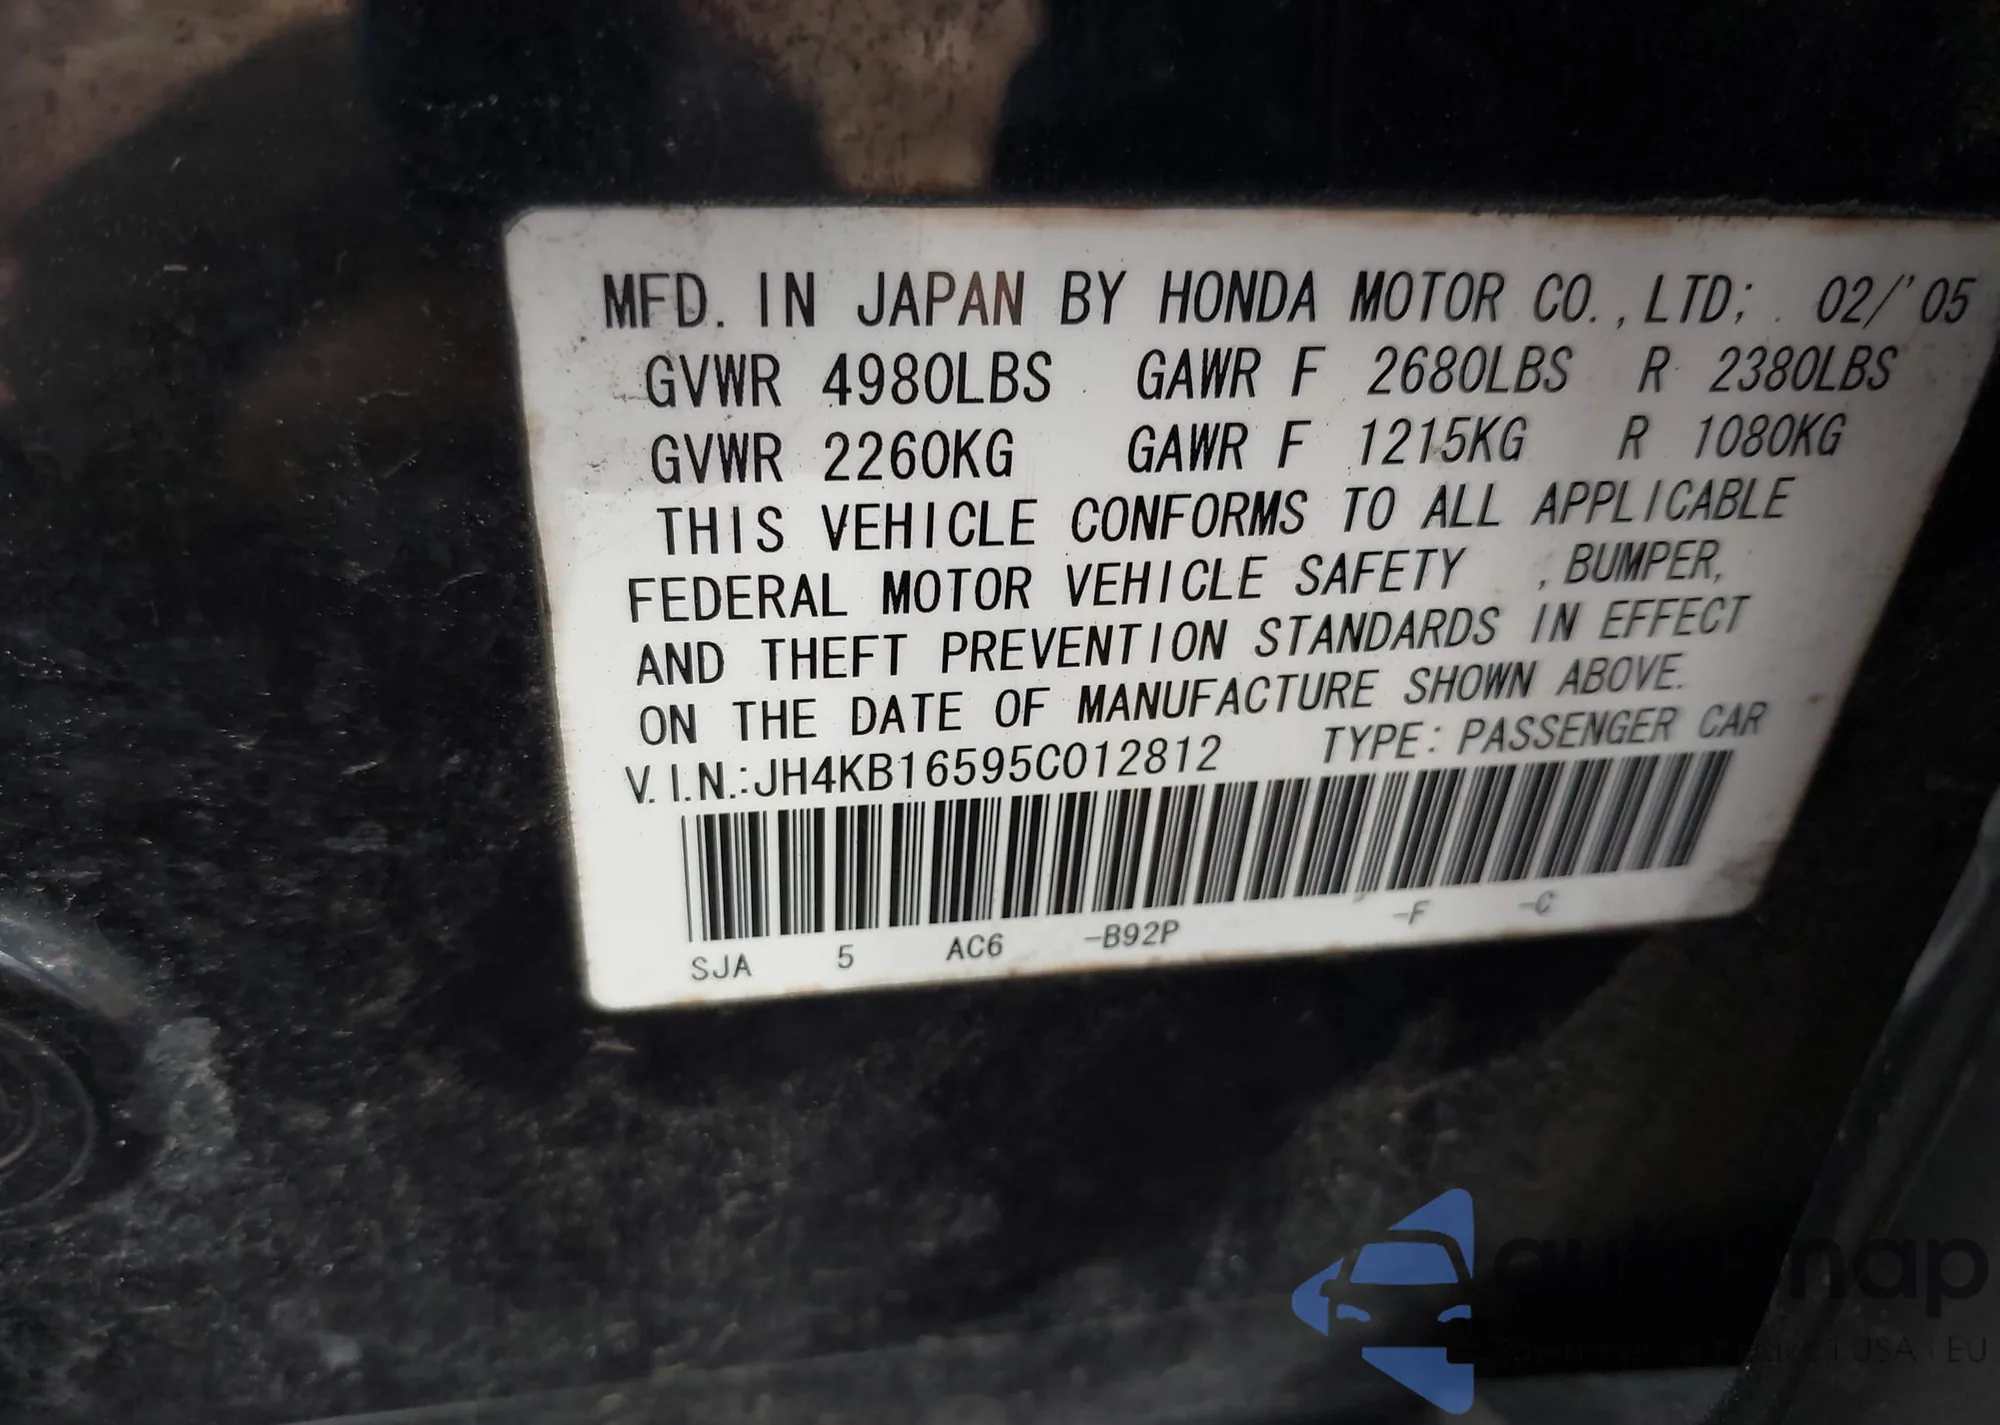 MFD. IN JAPAN BY HONDA MOTOR CO.,LTD; 02/'05
GVWR 4980LBS GAWR F 2680LBS R 2380LBS
GVWR 2260KG GAWR F 1215KG R 1080KG
THIS VEHICLE CONFORMS TO ALL APPLICABLE
FEDERAL MOTOR VEHICLE SAFETY , BUMPER,
AND THEFT PREVENTION STANDARDS IN EFFECT
ON THE DATE OF MANUFACTURE SHOWN ABOVE.
V.I.N.:JH4KB16595C012812 TYPE: PASSENGER CAR
SJA 5 AC6 -B92P -F -C
USA | EU